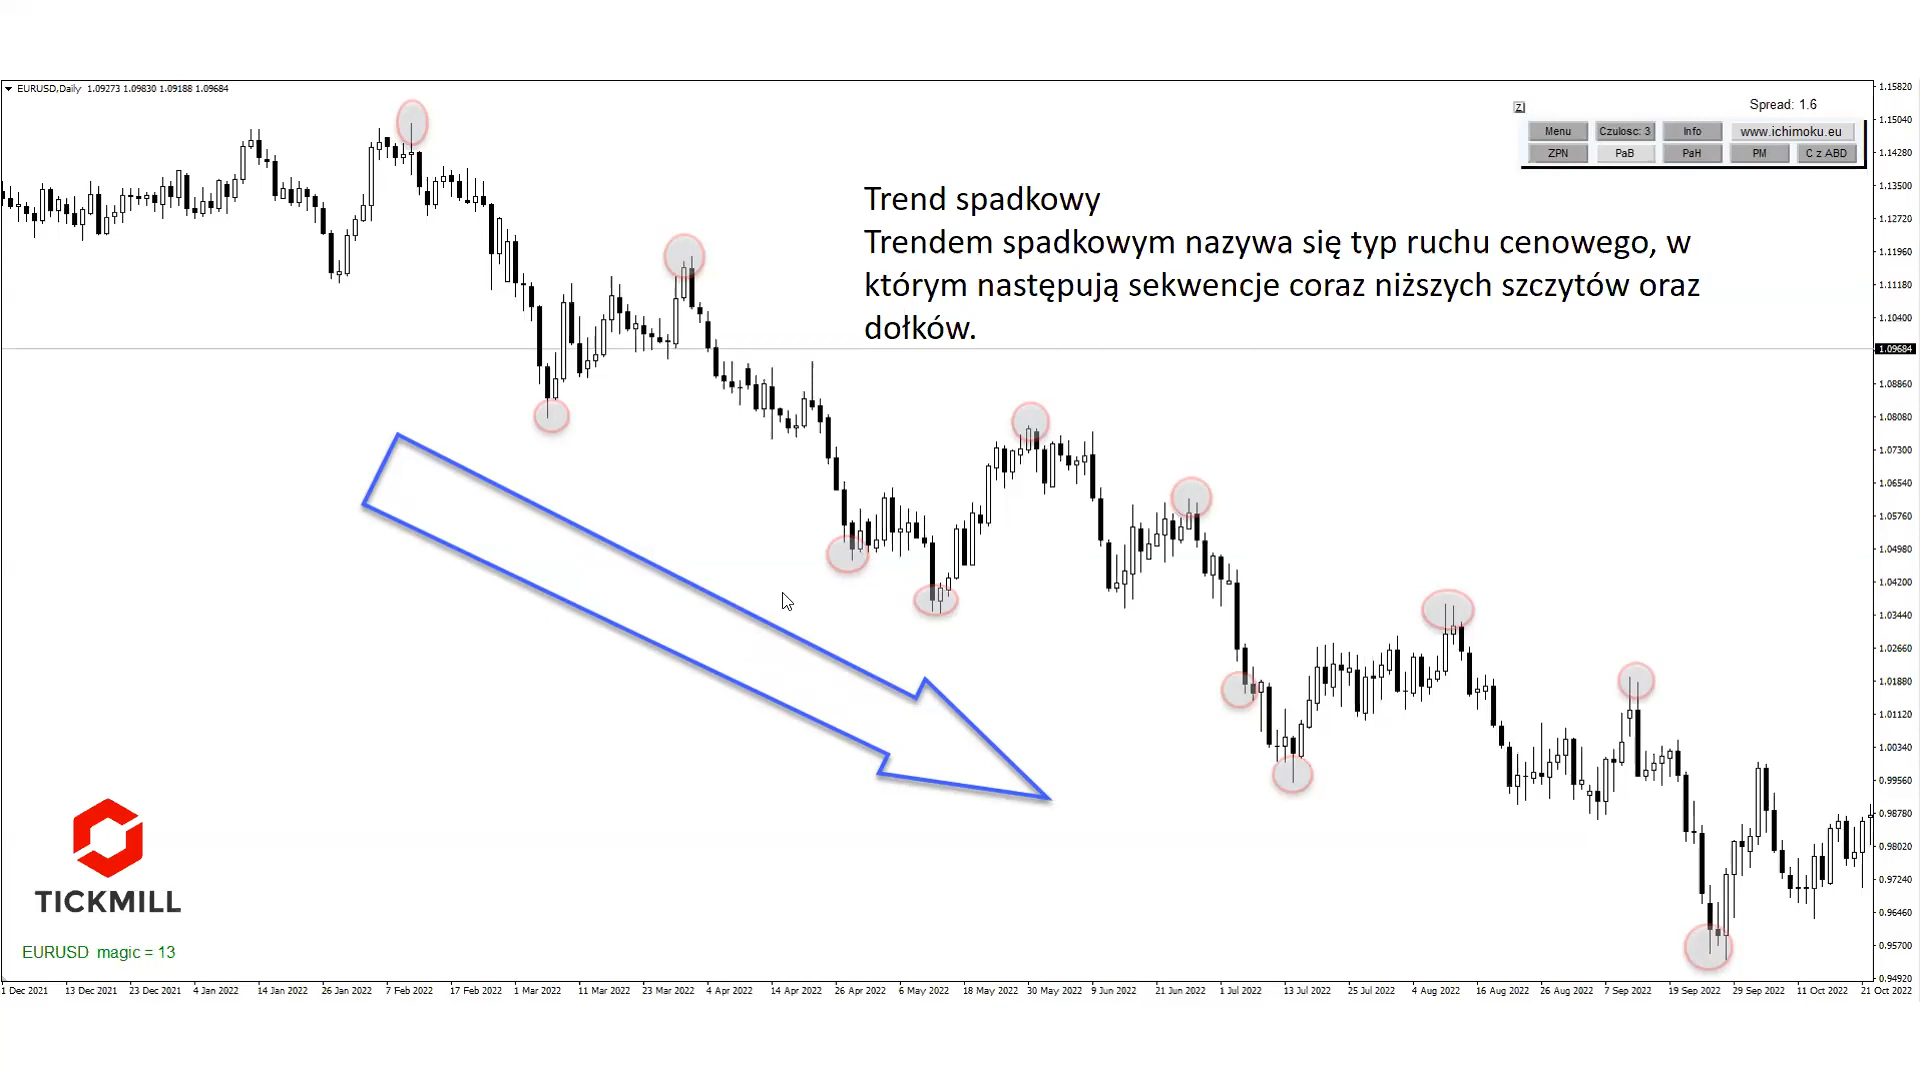 EURUSD,Daily 1.09273 1.09830 1.09188 1.09684
Spread: 1.6
Z
Menu
Czulosc: 3
Info
www.ichimoku.eu
ZPN
PaB
PaH
PM
C z ABD
Trend spadkowy
Trendem spadkowym nazywa się typ ruchu cenowego, w
którym następują sekwencje coraz niższych szczytów oraz
dołków.
1.15820
1.15040
1.14280
1.13500
1.12720
1.11960
1.11180
1.10400
1.09684
1.08860
1.08080
1.07300
1.06540
1.05760
1.04980
1.04200
1.03440
1.02660
1.01880
1.01120
1.00340
0.99560
0.98780
0.98020
0.97240
0.96460
0.95700
0.94920
TICKMILL
EURUSD magic = 13
1 Dec 2021
13 Dec 2021
23 Dec 2021
4 Jan 2022
14 Jan 2022
26 Jan 2022
7 Feb 2022
17 Feb 2022
1 Mar 2022
11 Mar 2022
23 Mar 2022
4 Apr 2022
14 Apr 2022
26 Apr 2022
6 May 2022
18 May 2022
30 May 2022
9 Jun 2022
21 Jun 2022
1 Jul 2022
13 Jul 2022
25 Jul 2022
4 Aug 2022
16 Aug 2022
26 Aug 2022
7 Sep 2022
19 Sep 2022
29 Sep 2022
11 Oct 2022
21 Oct 2022